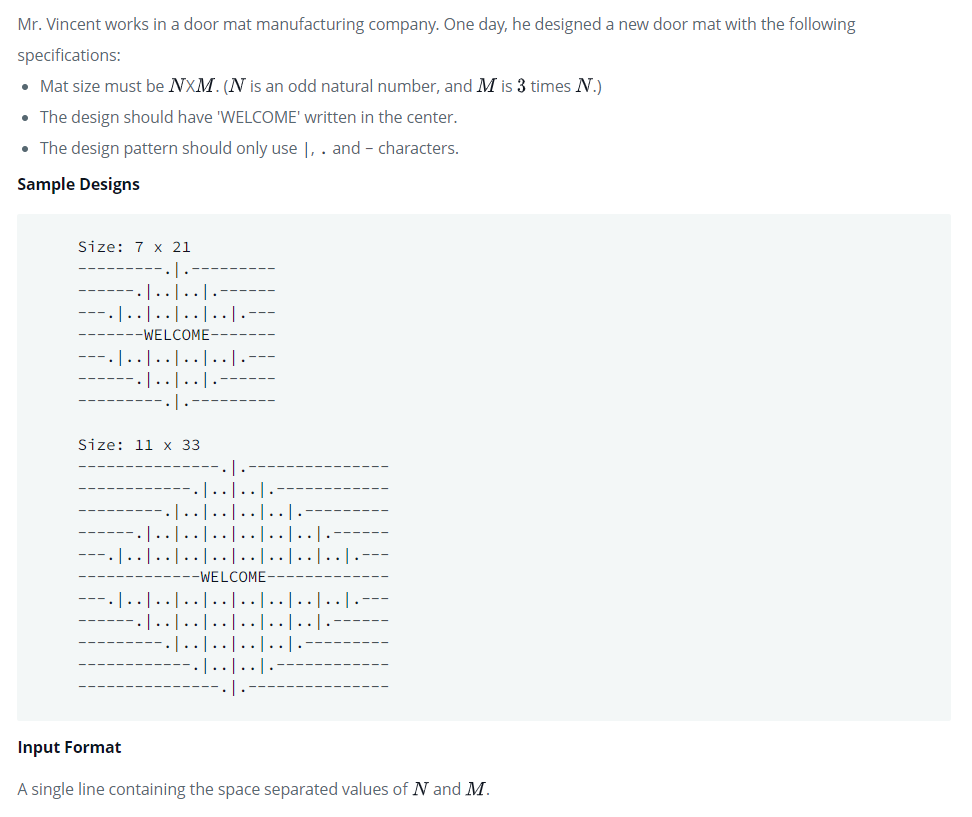 Mr. Vincent works in a door mat manufacturing company. One day, he designed a new door mat with the following
specifications:
• Mat size must be NXM. (N is an odd natural number, and M is 3 times N.)
• The design should have 'WELCOME' written in the center.
• The design pattern should only use |, . and - characters.
Sample Designs
Size: 7 x 21
---------.|.---------
------.|..|..|.------
---.|..|..|..|..|.---
-------WELCOME-------
---.|..|..|..|..|.---
------.|..|..|.------
---------.|.---------
Size: 11 x 33
---------------.|.---------------
------------.|..|..|.------------
---------.|..|..|..|..|.---------
------.|..|..|..|..|..|..|.------
---.|..|..|..|..|..|..|..|..|.---
-------------WELCOME-------------
---.|..|..|..|..|..|..|..|..|.---
------.|..|..|..|..|..|..|.------
---------.|..|..|..|..|.---------
------------.|..|..|.------------
---------------.|.---------------
Input Format
A single line containing the space separated values of N and M.